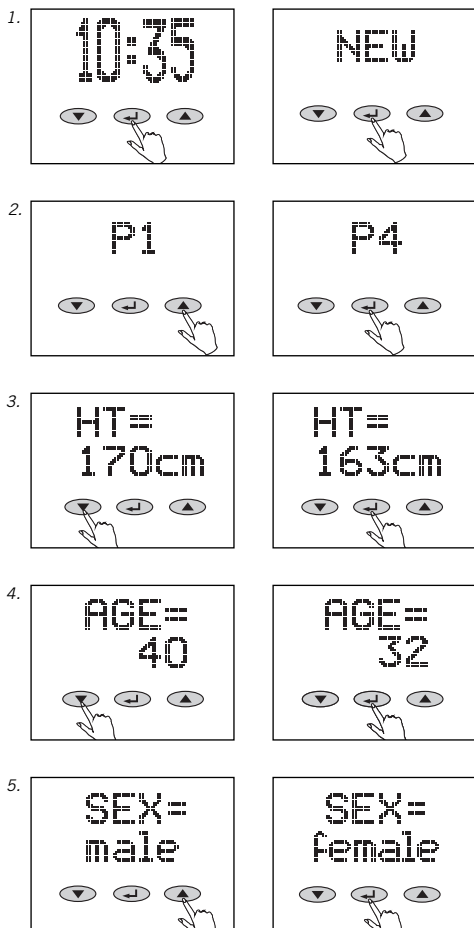 1.
10:35
NEW
2.
P1
P4
3.
HT=
170cm
HT=
163cm
4.
AGE=
40
AGE=
32
5.
SEX=
male
SEX=
female